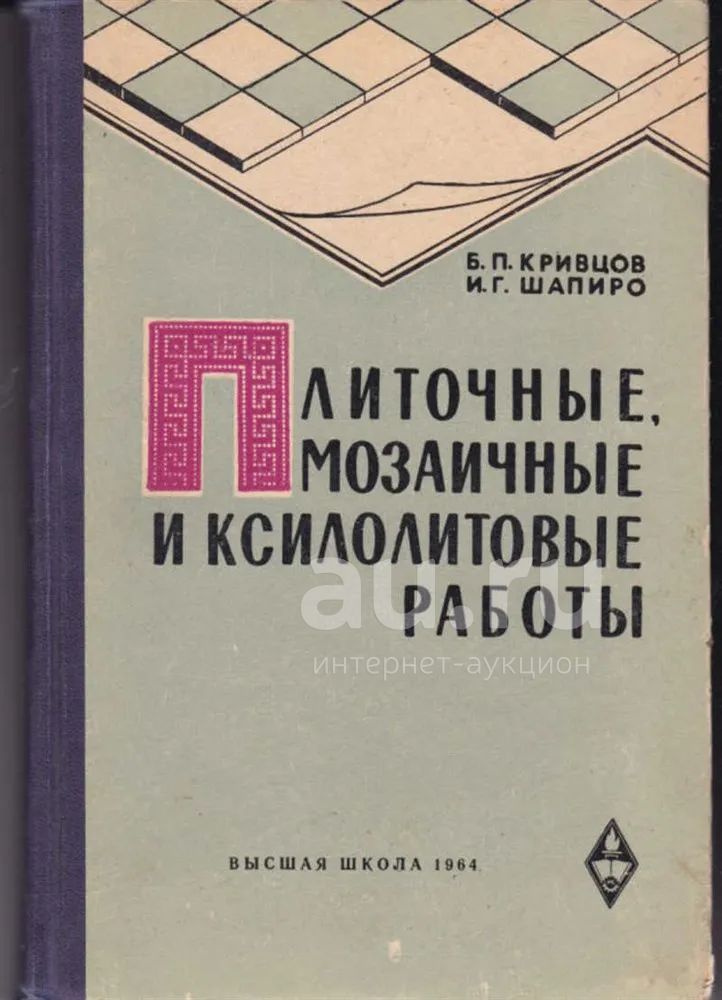 Б. П. КРИВЦОВ
И. Г. ШАПИРО
ПЛИТОЧНЫЕ,
МОЗАИЧНЫЕ
И КСИЛОЛИТОВЫЕ
РАБОТЫ
au.ru
интернет-аукцион
ВЫСШАЯ ШКОЛА 1964